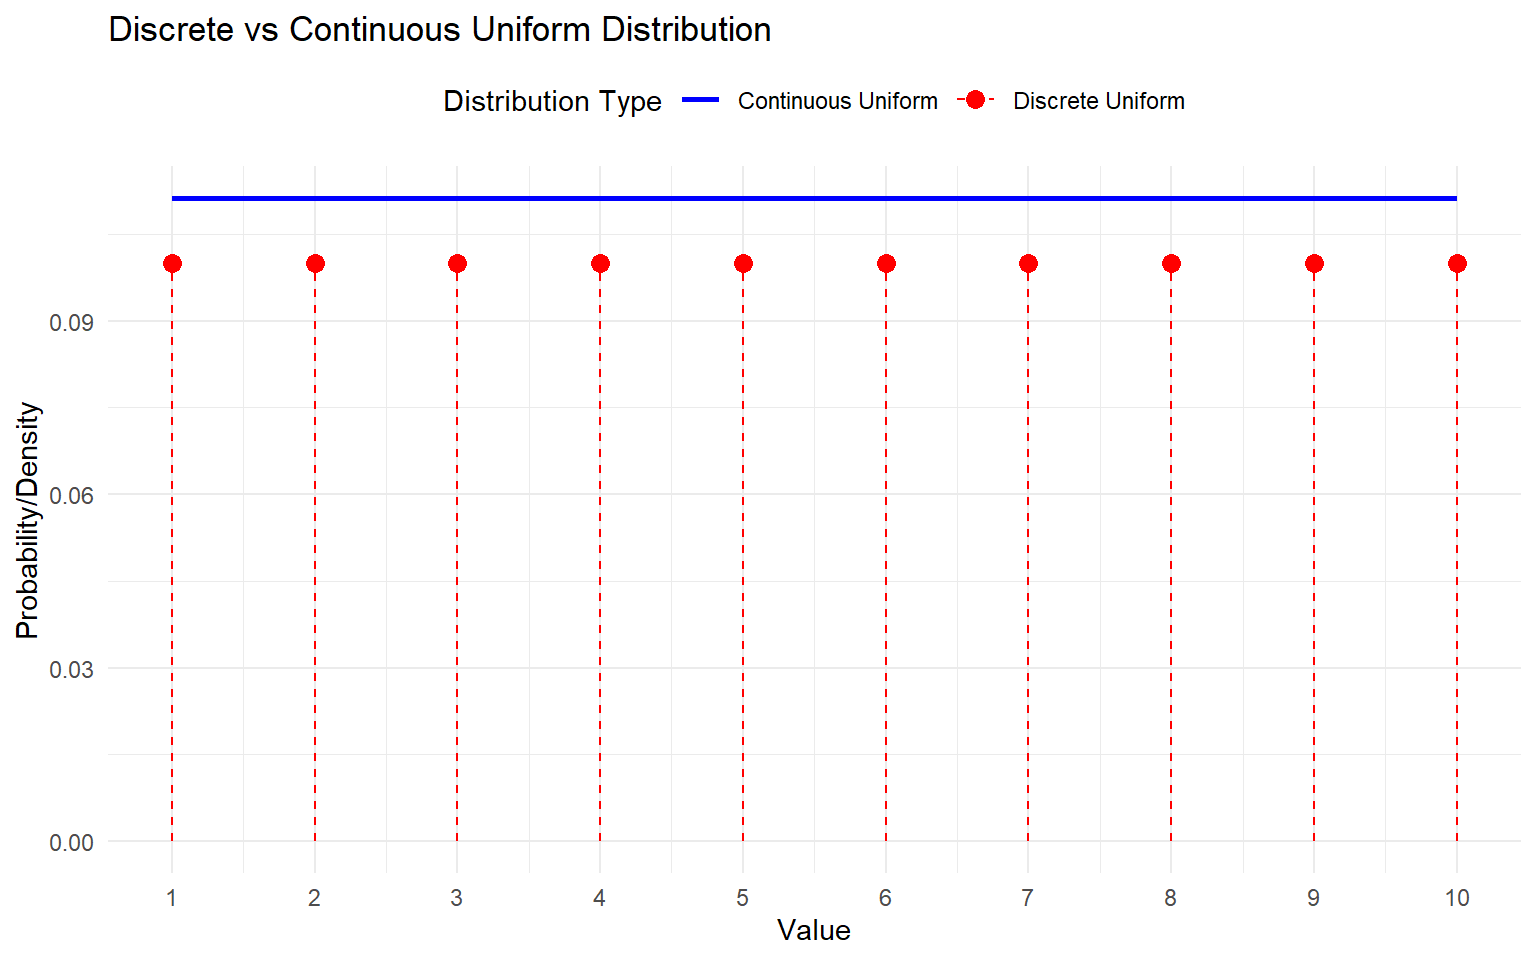 Discrete vs Continuous Uniform Distribution
Distribution Type Continuous Uniform Discrete Uniform
0.09
0.06
0.03
0.00
Probability/Density
1 2 3 4 5 6 7 8 9 10
Value